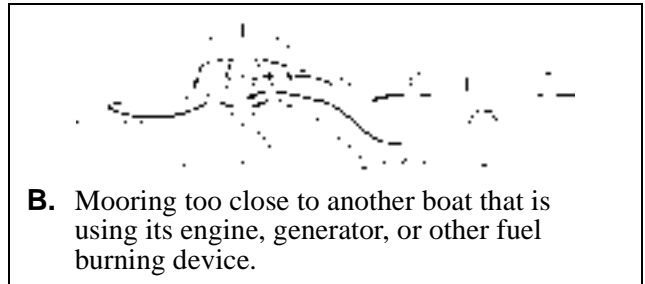 B. Mooring too close to another boat that is
using its engine, generator, or other fuel
burning device.